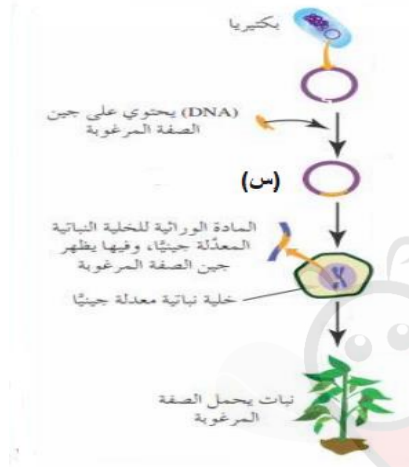 بكتيريا
(DNA) يحتوي على جين
الصفة المرغوبة
(س)
المادة الوراثية للخلية النباتية
المعدّلة جينيًّا، وفيها يظهر
جين الصفة المرغوبة
خلية نباتية معدلة جينيًّا
نبات يحمل الصفة
المرغوبة